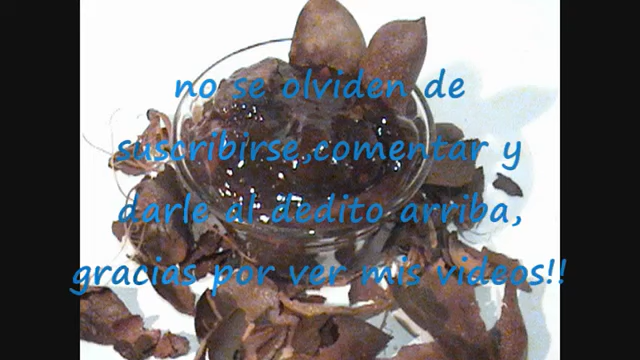 no se olviden de
suscribirse,comentar y
darle al dedito arriba,
gracias por ver mis videos!!